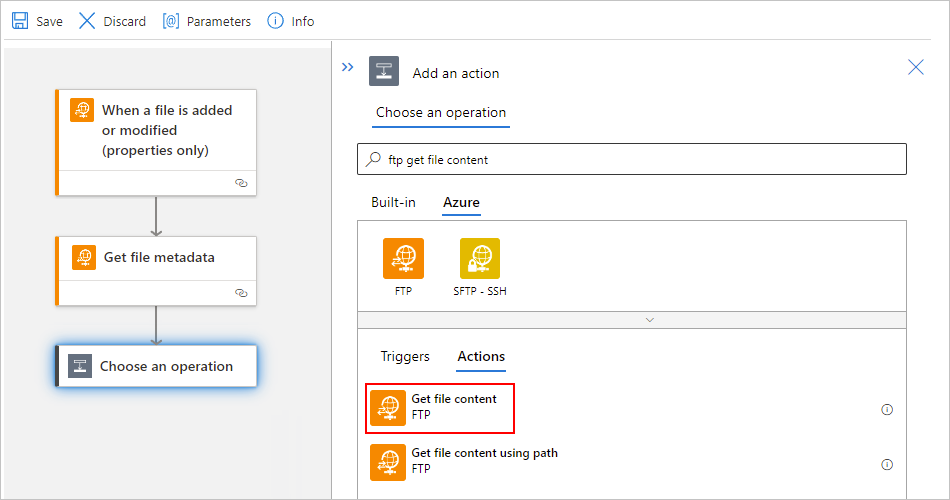 Save Discard [@] Parameters Info
When a file is added
or modified
(properties only)
Get file metadata
Choose an operation
Add an action
Choose an operation
ftp get file content
Built-in Azure
FTP SFTP - SSH
Triggers Actions
Get file content
FTP
Get file content using path
FTP